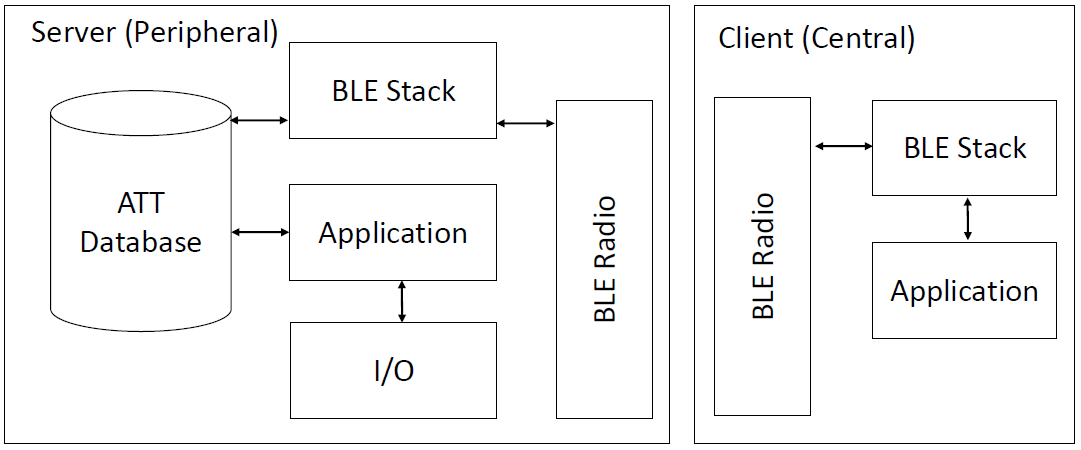 Server (Peripheral)
BLE Stack
ATT
Database
Application
I/O
BLE Radio
Client (Central)
BLE Radio
BLE Stack
Application